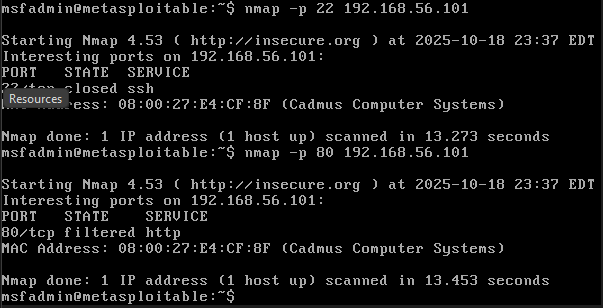 msfadmin@metasploitable:~$ nmap -p 22 192.168.56.101
Starting Nmap 4.53 ( http://insecure.org ) at 2025-10-18 23:37 EDT
Interesting ports on 192.168.56.101:
PORT   STATE  SERVICE
closed ssh
Resources
Address: 08:00:27:E4:CF:8F (Cadmus Computer Systems)
Nmap done: 1 IP address (1 host up) scanned in 13.273 seconds
msfadmin@metasploitable:~$ nmap -p 80 192.168.56.101
Starting Nmap 4.53 ( http://insecure.org ) at 2025-10-18 23:37 EDT
Interesting ports on 192.168.56.101:
PORT   STATE    SERVICE
80/tcp filtered http
MAC Address: 08:00:27:E4:CF:8F (Cadmus Computer Systems)
Nmap done: 1 IP address (1 host up) scanned in 13.453 seconds
msfadmin@metasploitable:~$